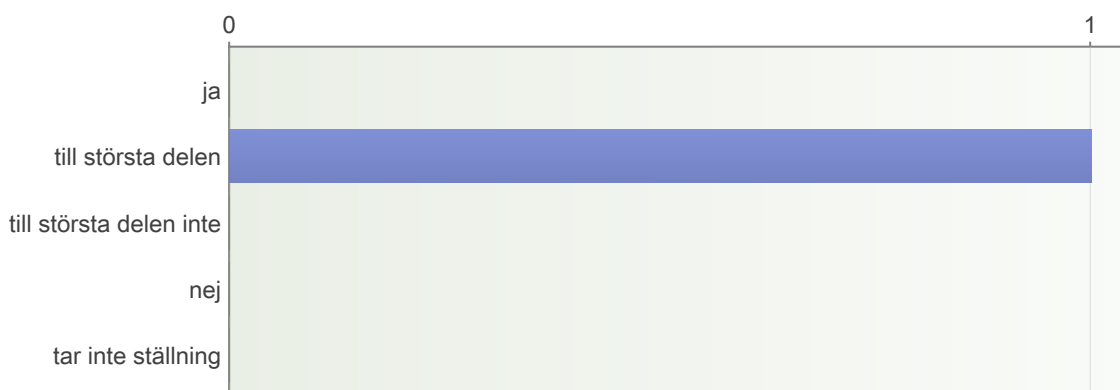 0 1
ja
till största delen
till största delen inte
nej
tar inte ställning